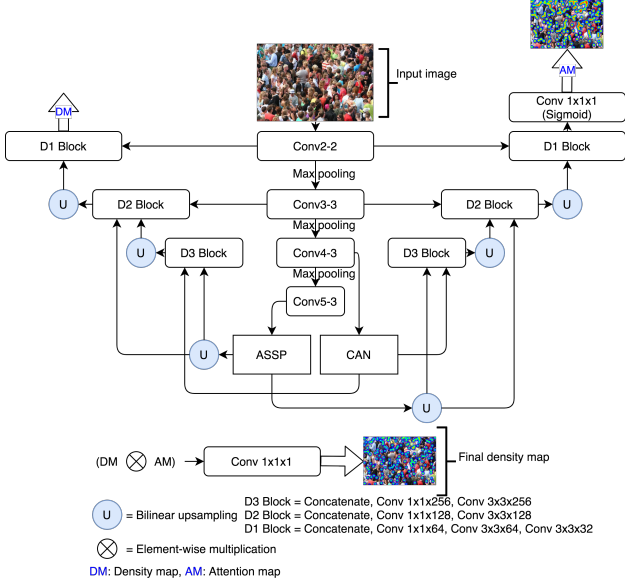 AM
Input image
Conv 1x1x1
(Sigmoid)
DM
D1 Block
Conv2-2
D1 Block
Max pooling
U
D2 Block
Conv3-3
D2 Block
U
Max pooling
U
D3 Block
Conv4-3
D3 Block
U
Max pooling
Conv5-3
U
ASSP
CAN
U
(DM AM)
Conv 1x1x1
Final density map
D3 Block = Concatenate, Conv 1x1x256, Conv 3x3x256
U = Bilinear upsampling
D2 Block = Concatenate, Conv 1x1x128, Conv 3x3x128
D1 Block = Concatenate, Conv 1x1x64, Conv 3x3x64, Conv 3x3x32
= Element-wise multiplication
DM: Density map, AM: Attention map